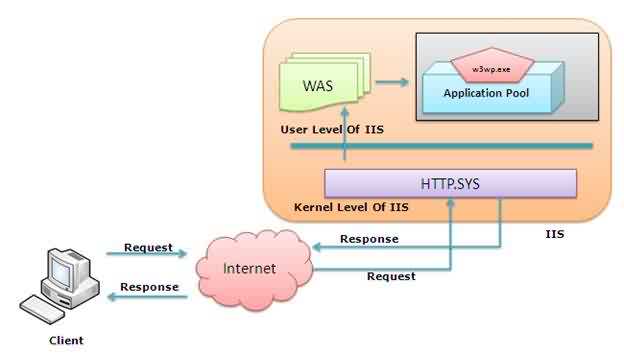 w3wp.exe
WAS
Application Pool
User Level Of IIS
HTTP.SYS
Kernel Level Of IIS
IIS
Response
Request
Internet
Request
Response
Client